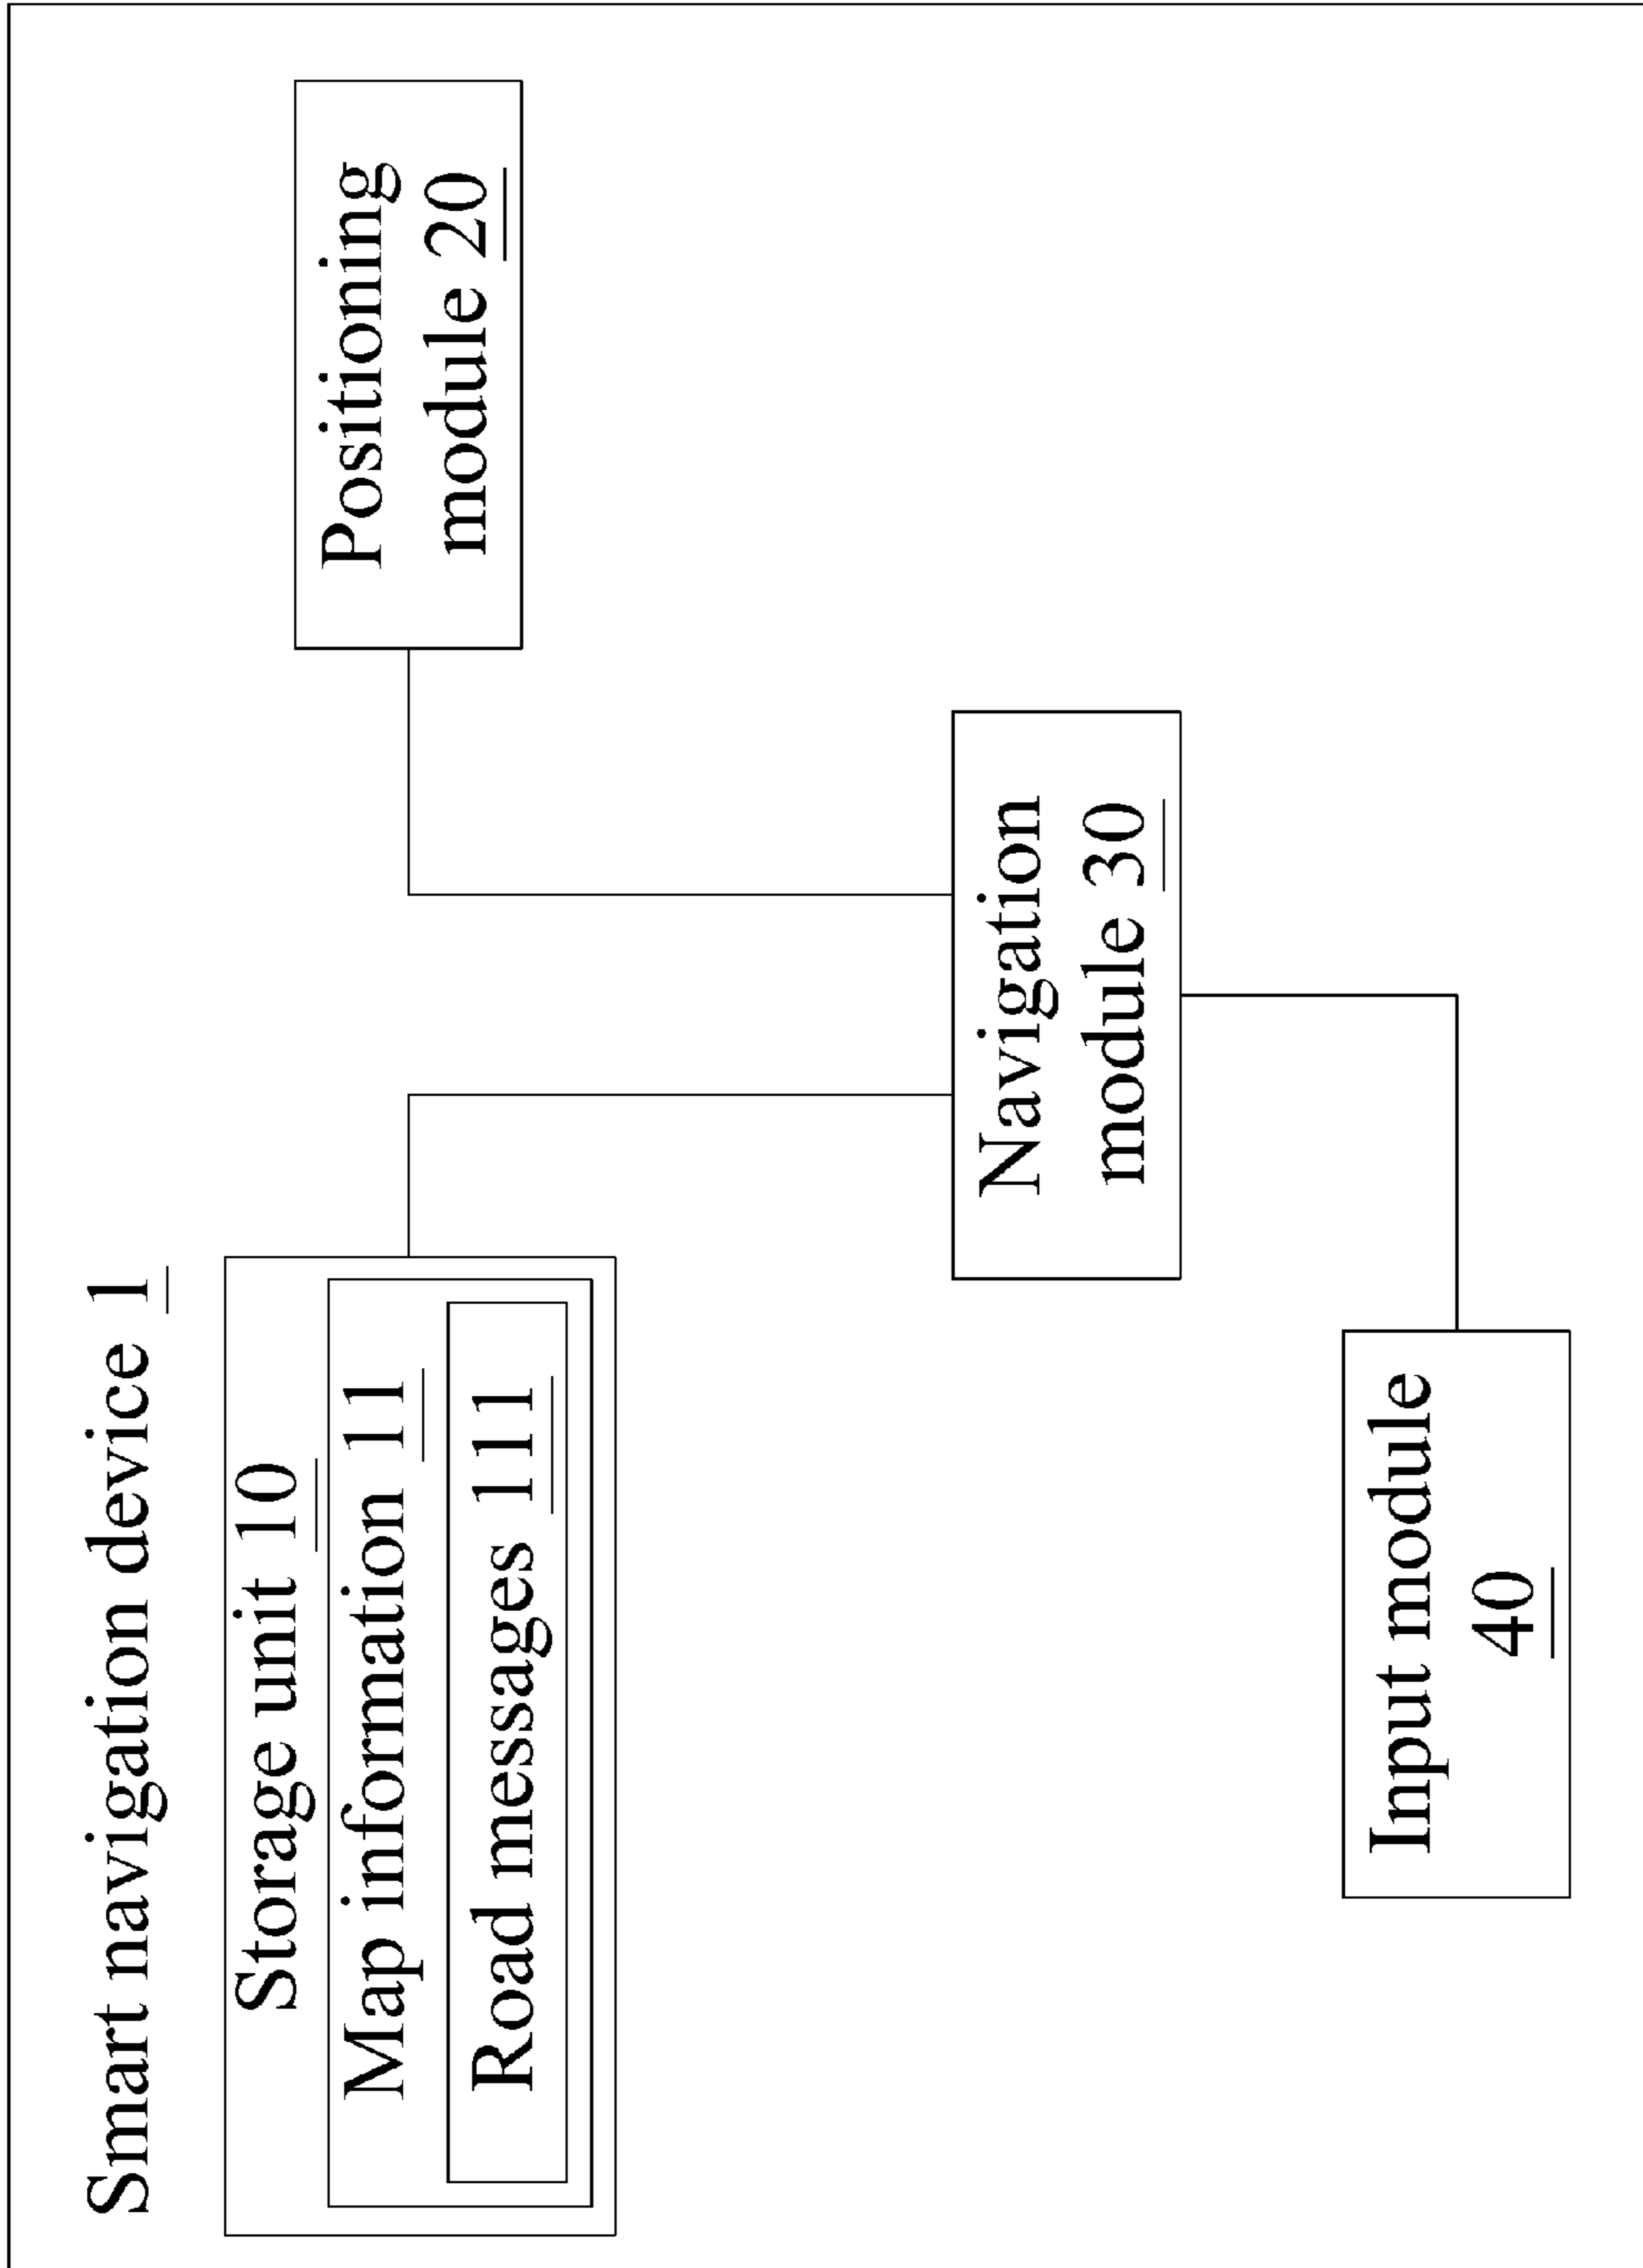 Smart navigation device 1
Storage unit 10
Map information 11
Road messages 111
Positioning
module 20
Navigation
module 30
Input module
40